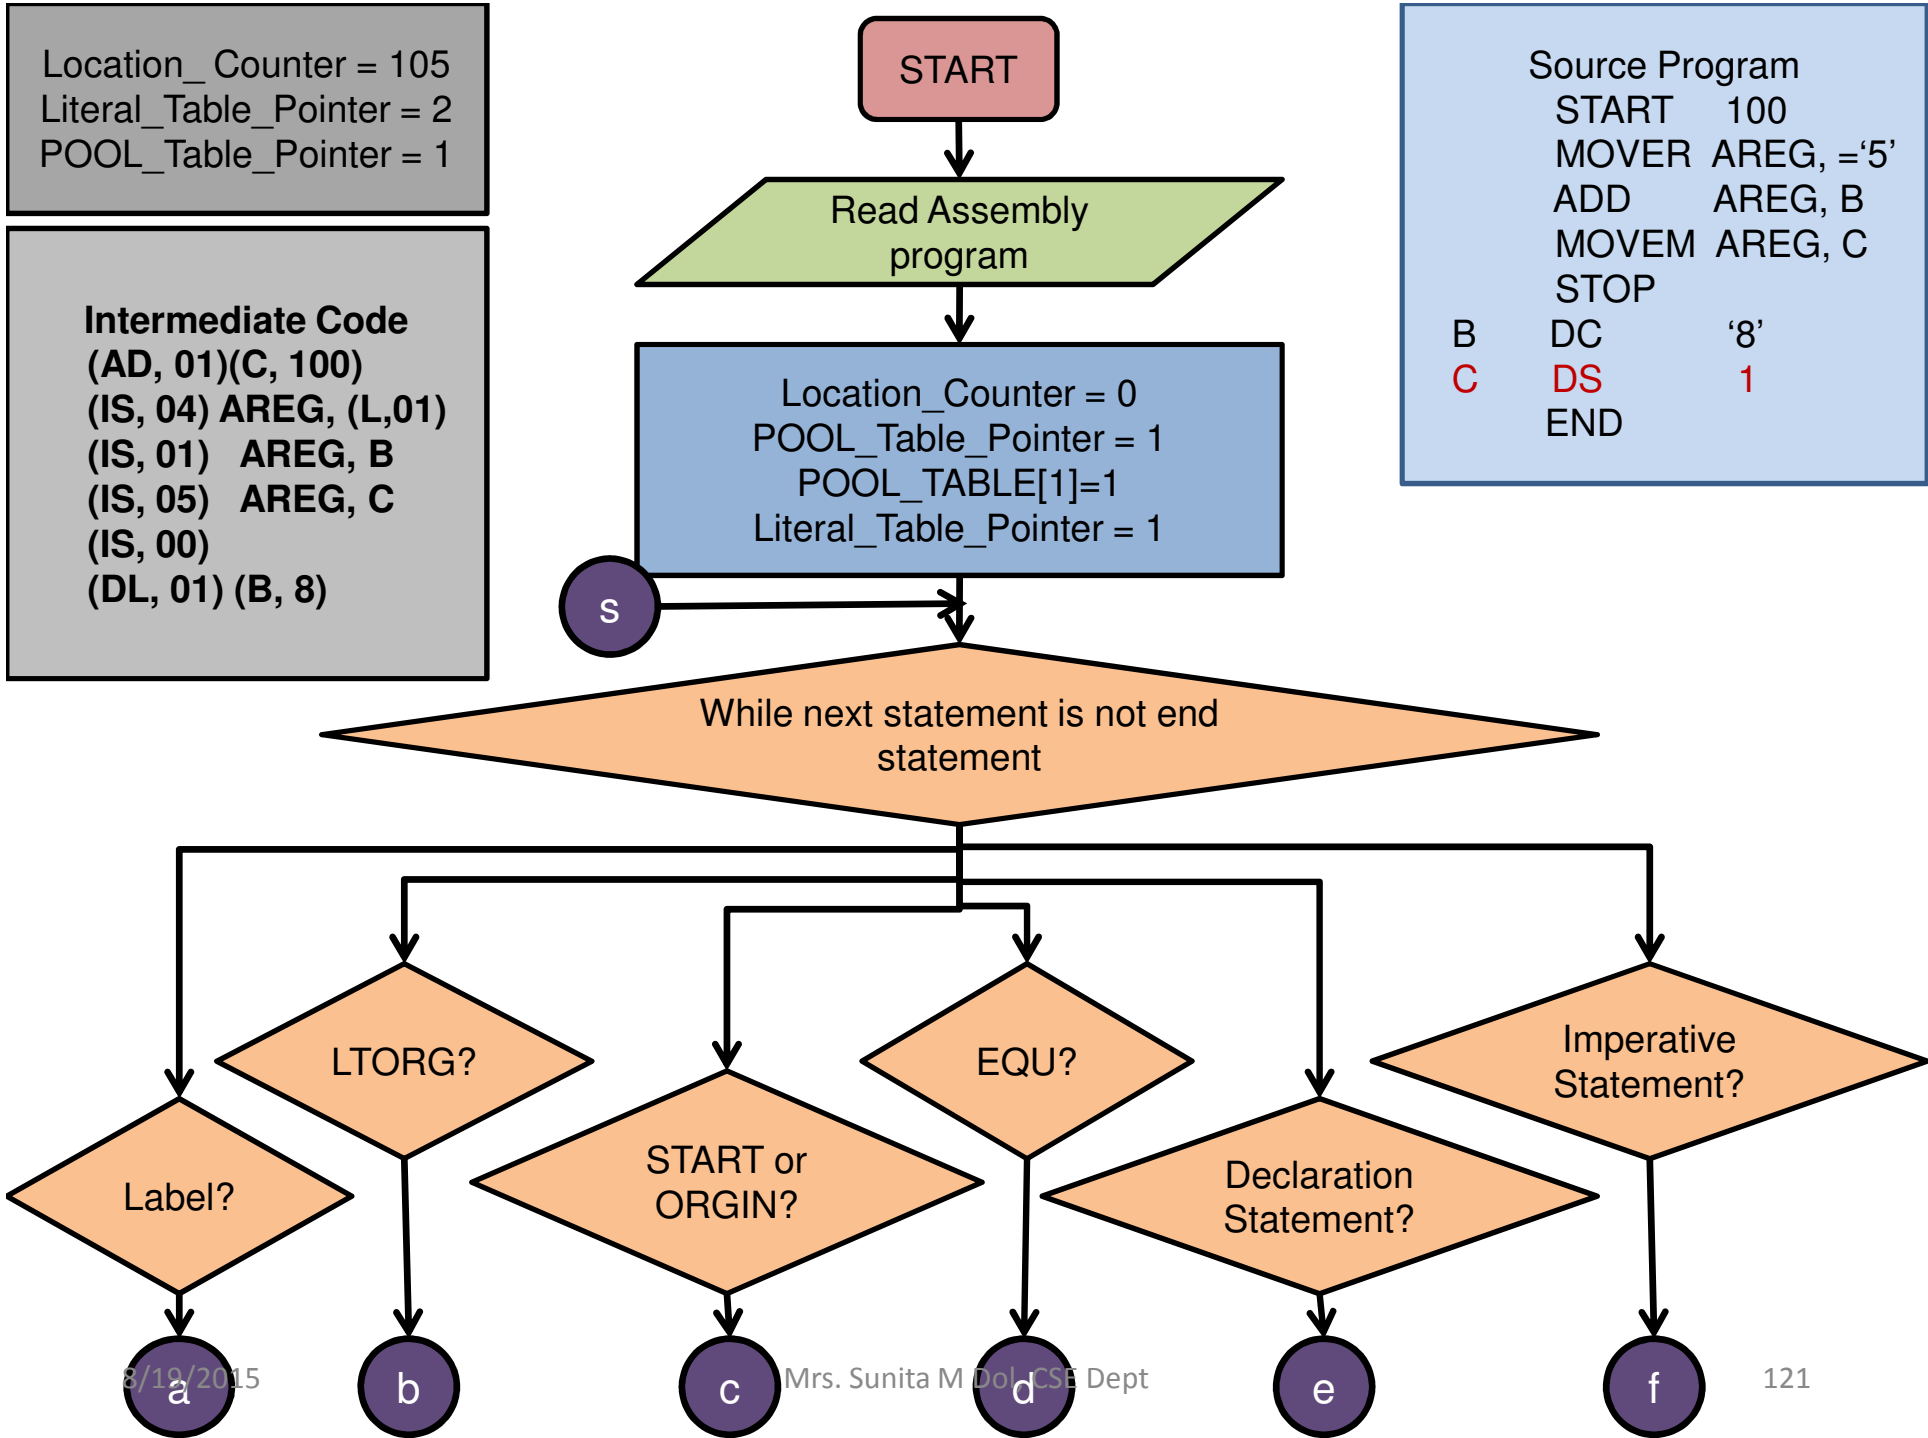 Location_ Counter = 105
Literal_Table_Pointer = 2
POOL_Table_Pointer = 1
Intermediate Code
(AD, 01)(C, 100)
(IS, 04) AREG, (L,01)
(IS, 01) AREG, B
(IS, 05) AREG, C
(IS, 00)
(DL, 01) (B, 8)
START
Read Assembly
program
Location_Counter = 0
POOL_Table_Pointer = 1
POOL_TABLE[1]=1
Literal_Table_Pointer = 1
s
Source Program
START 100
MOVER AREG, =‘5’
ADD AREG, B
MOVEM AREG, C
STOP
B DC ‘8’
C DS 1
END
While next statement is not end
statement
Label?
LTORG?
START or
ORGIN?
EQU?
Declaration
Statement?
Imperative
Statement?
a
b
c
d
e
f
8/19/2015
Mrs. Sunita M Dol, CSE Dept
121